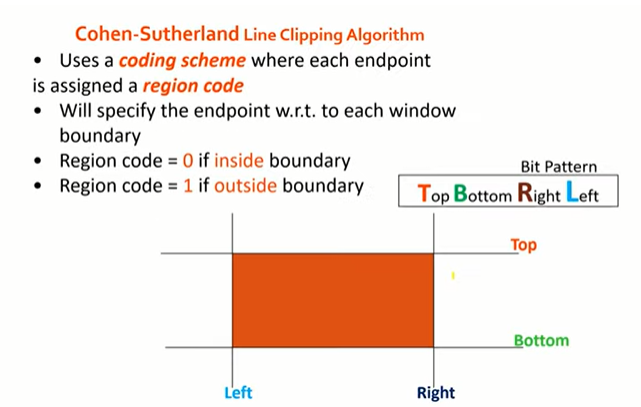 Cohen-Sutherland Line Clipping Algorithm
• Uses a coding scheme where each endpoint
is assigned a region code
• Will specify the endpoint w.r.t. to each window
boundary
• Region code = 0 if inside boundary
• Region code = 1 if outside boundary
Bit Pattern
Top Bottom Right Left
Top
Bottom
Left
Right